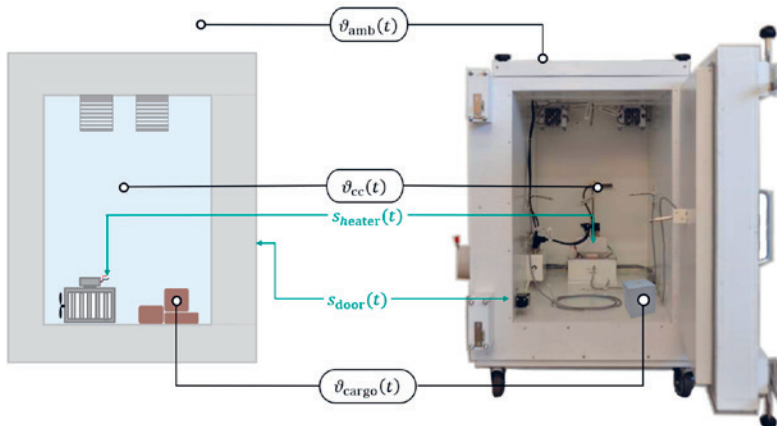 ϑamb(t)
ϑcc(t)
sheater(t)
sdoor(t)
ϑcargo(t)